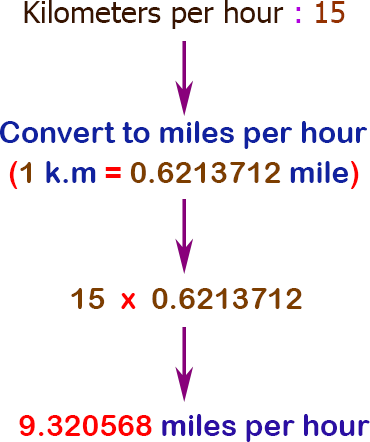 Kilometers per hour : 15
Convert to miles per hour
(1 k.m = 0.6213712 mile)
15 x 0.6213712
9.320568 miles per hour